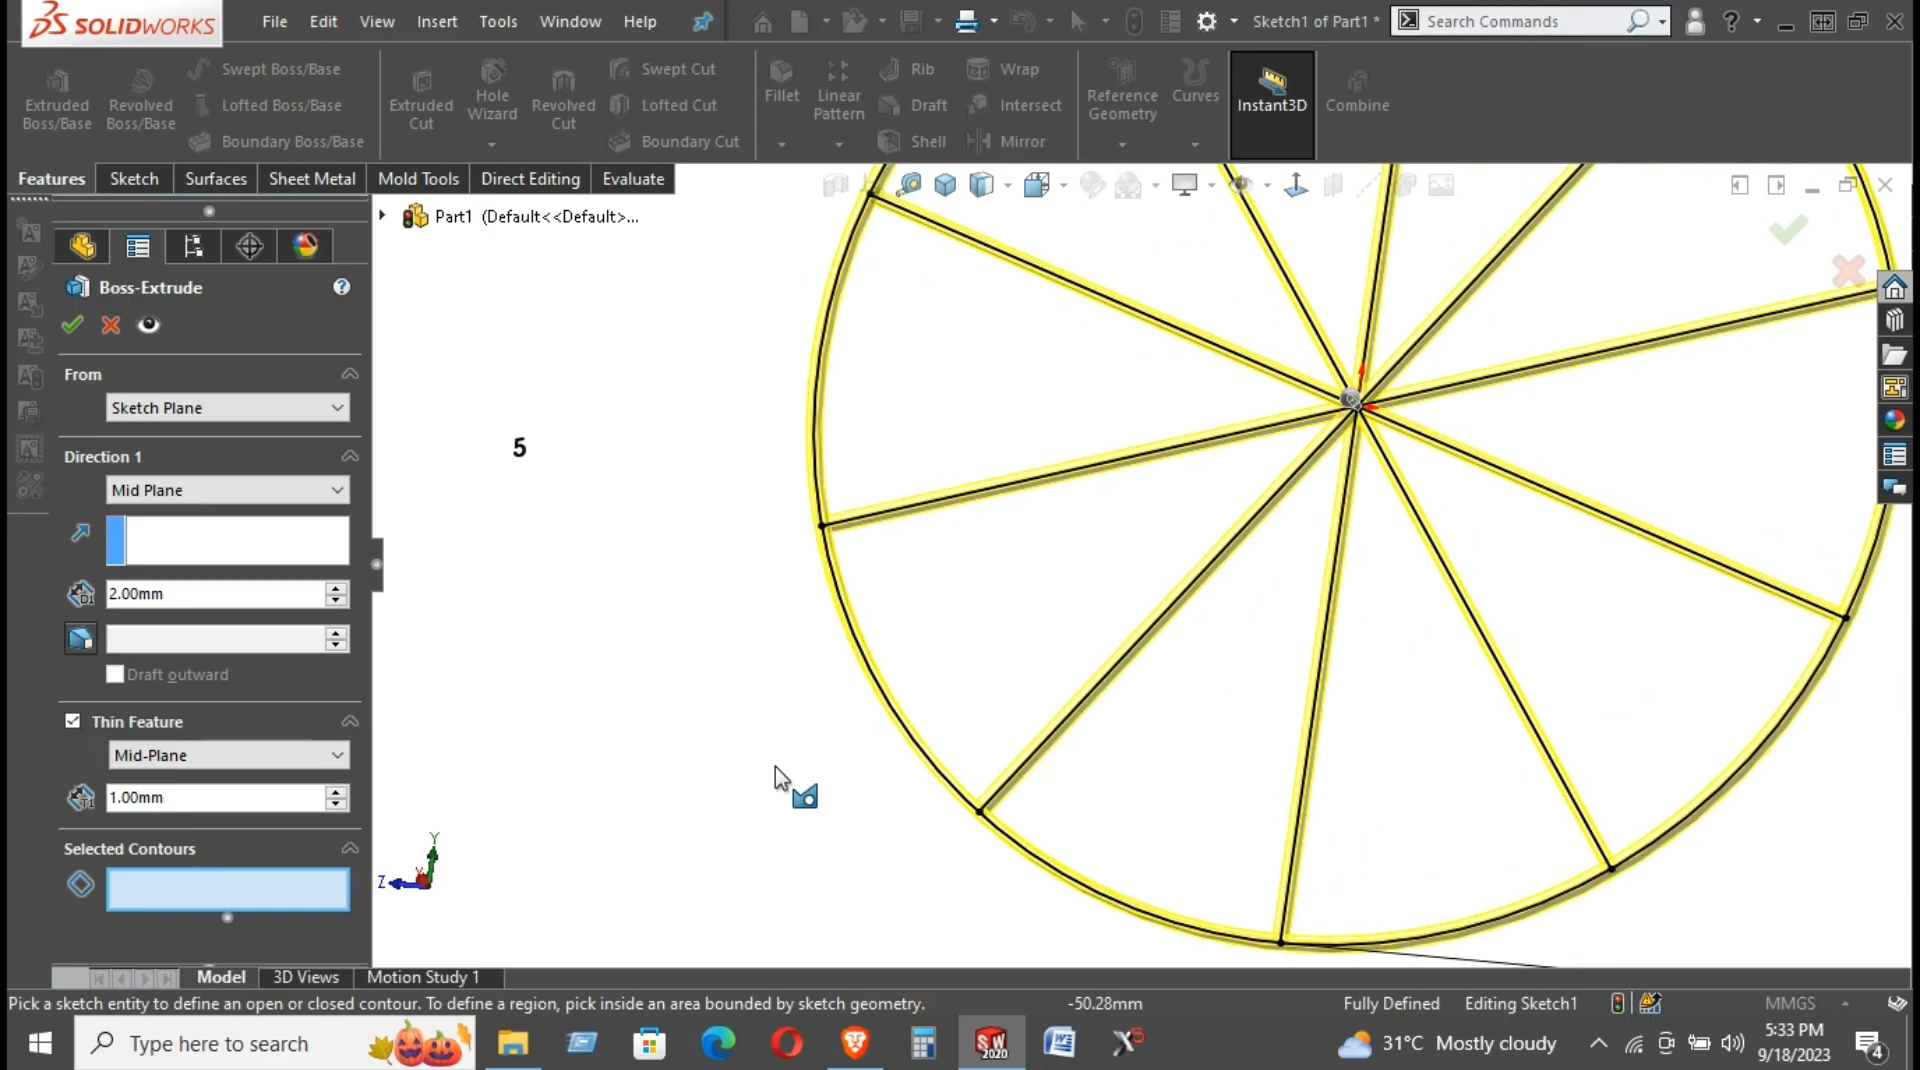 SOLIDWORKS File Edit View Insert Tools Window Help Sketch1 of Part1 * Search Commands
Extruded Boss/Base
Revolved Boss/Base
Swept Boss/Base
Lofted Boss/Base
Boundary Boss/Base
Extruded Cut
Hole Wizard
Revolved Cut
Swept Cut
Lofted Cut
Boundary Cut
Fillet
Linear Pattern
Rib
Draft
Shell
Wrap
Intersect
Mirror
Reference Geometry
Curves
Instant3D
Combine
Features Sketch Surfaces Sheet Metal Mold Tools Direct Editing Evaluate
Part1 (Default<<Default>...
Boss-Extrude
From
Sketch Plane
5
Direction 1
Mid Plane
D1 2.00mm
Draft outward
Thin Feature
Mid-Plane
T1 1.00mm
Selected Contours
Y
Z
Model 3D Views Motion Study 1
Pick a sketch entity to define an open or closed contour. To define a region, pick inside an area bounded by sketch geometry. -50.28mm Fully Defined Editing Sketch1 MMGS
Type here to search SW 2020 31°C Mostly cloudy 5:33 PM
9/18/2023 4